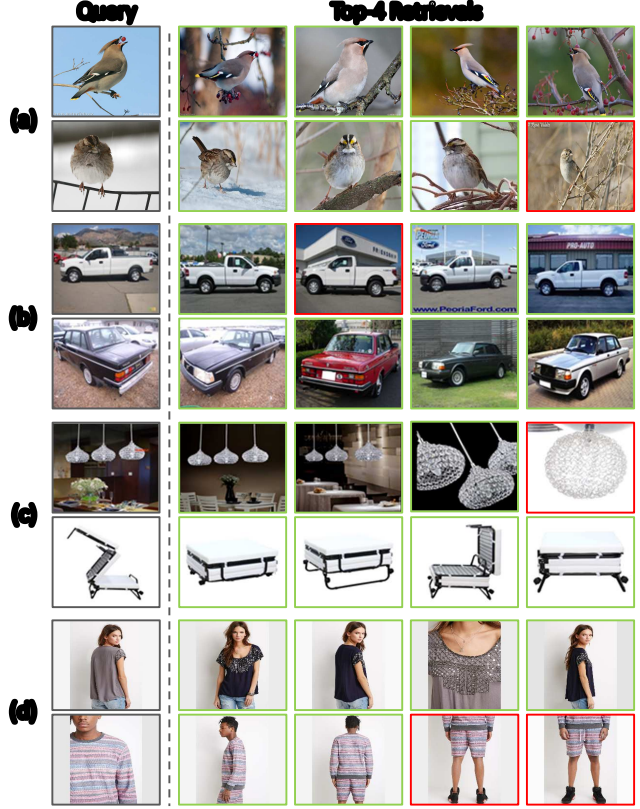 Query
Top-4 Retrievals
(a)
(b)
PRO-AUTO
www.PeoriaFord.com
(c)
(d)